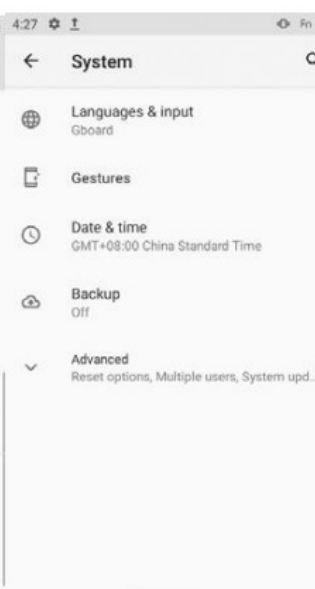 4:27 Fri
System
Languages & input
Gboard
Gestures
Date & time
GMT+08:00 China Standard Time
Backup
Off
Advanced
Reset options, Multiple users, System upd...